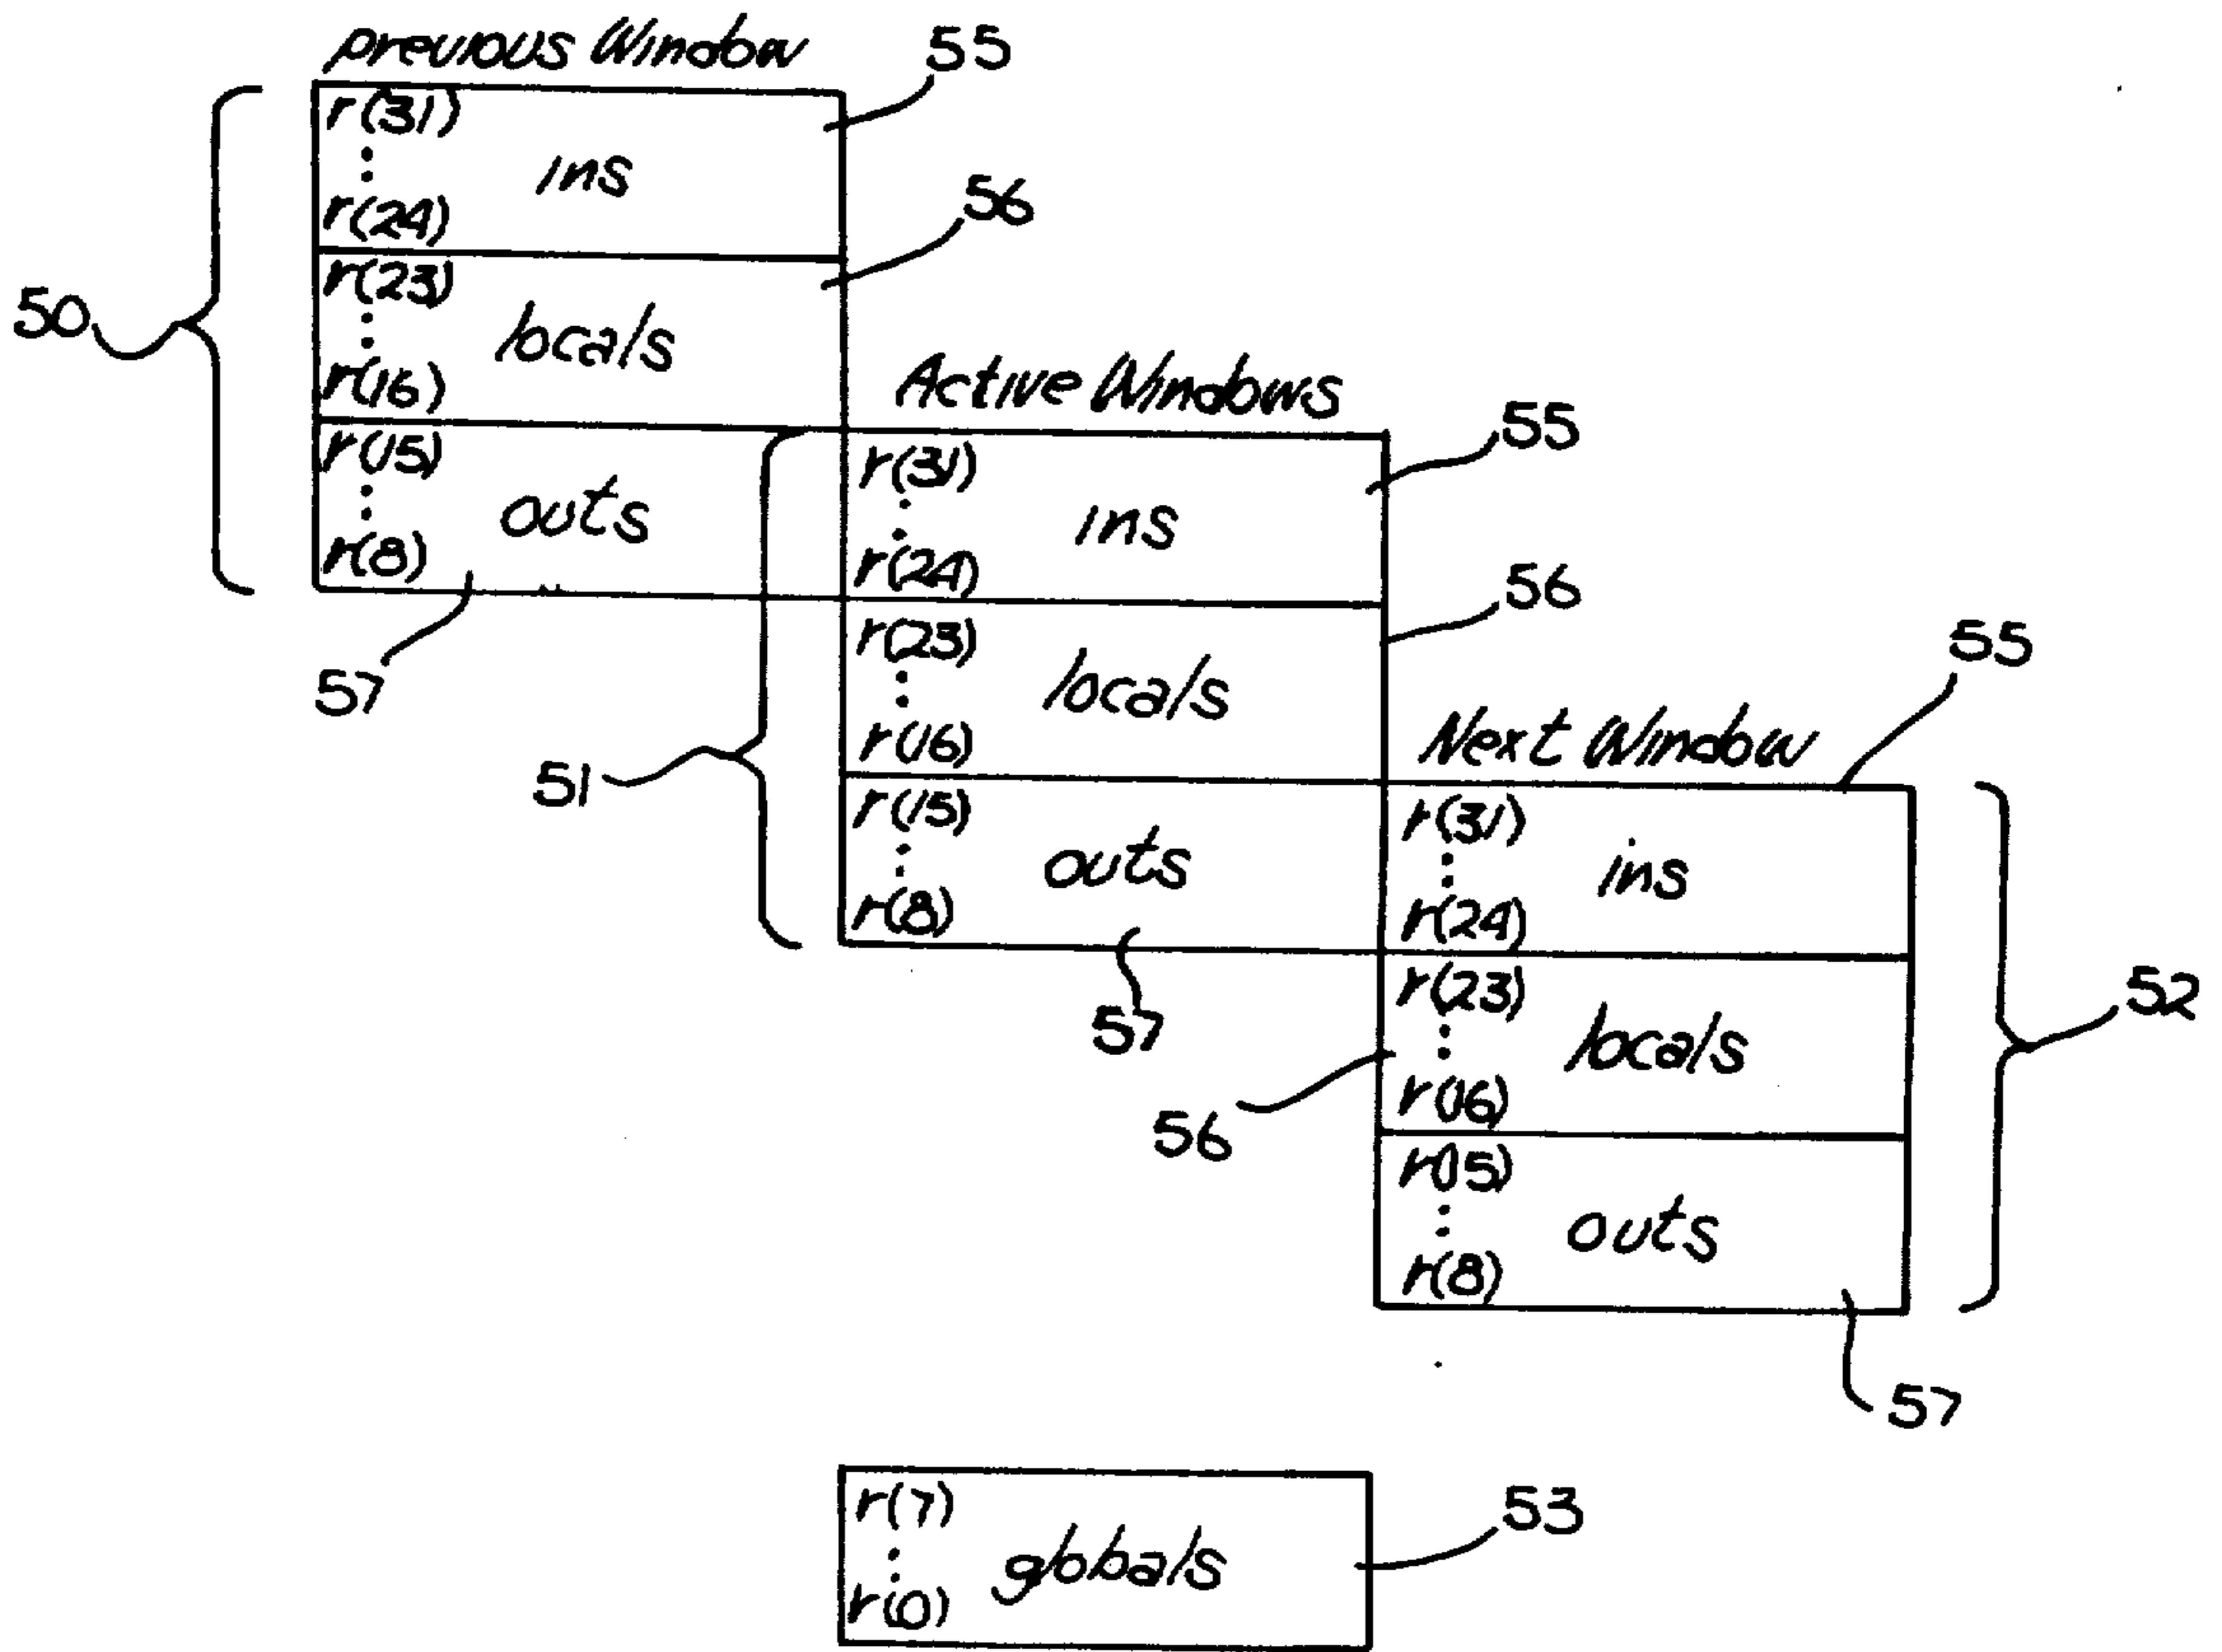 previous Window
55
r(31)
ins
r(24)
56
r(23)
50
locals
r(16)
Active Windows
55
r(15)
r(31)
outs
ins
r(8)
r(24)
56
57
r(23)
locals
55
r(16)
Next Window
51
r(15)
r(31)
outs
ins
r(8)
r(24)
57
r(23)
52
locals
56
r(16)
r(15)
outs
r(8)
57
r(7)
53
globals
r(0)